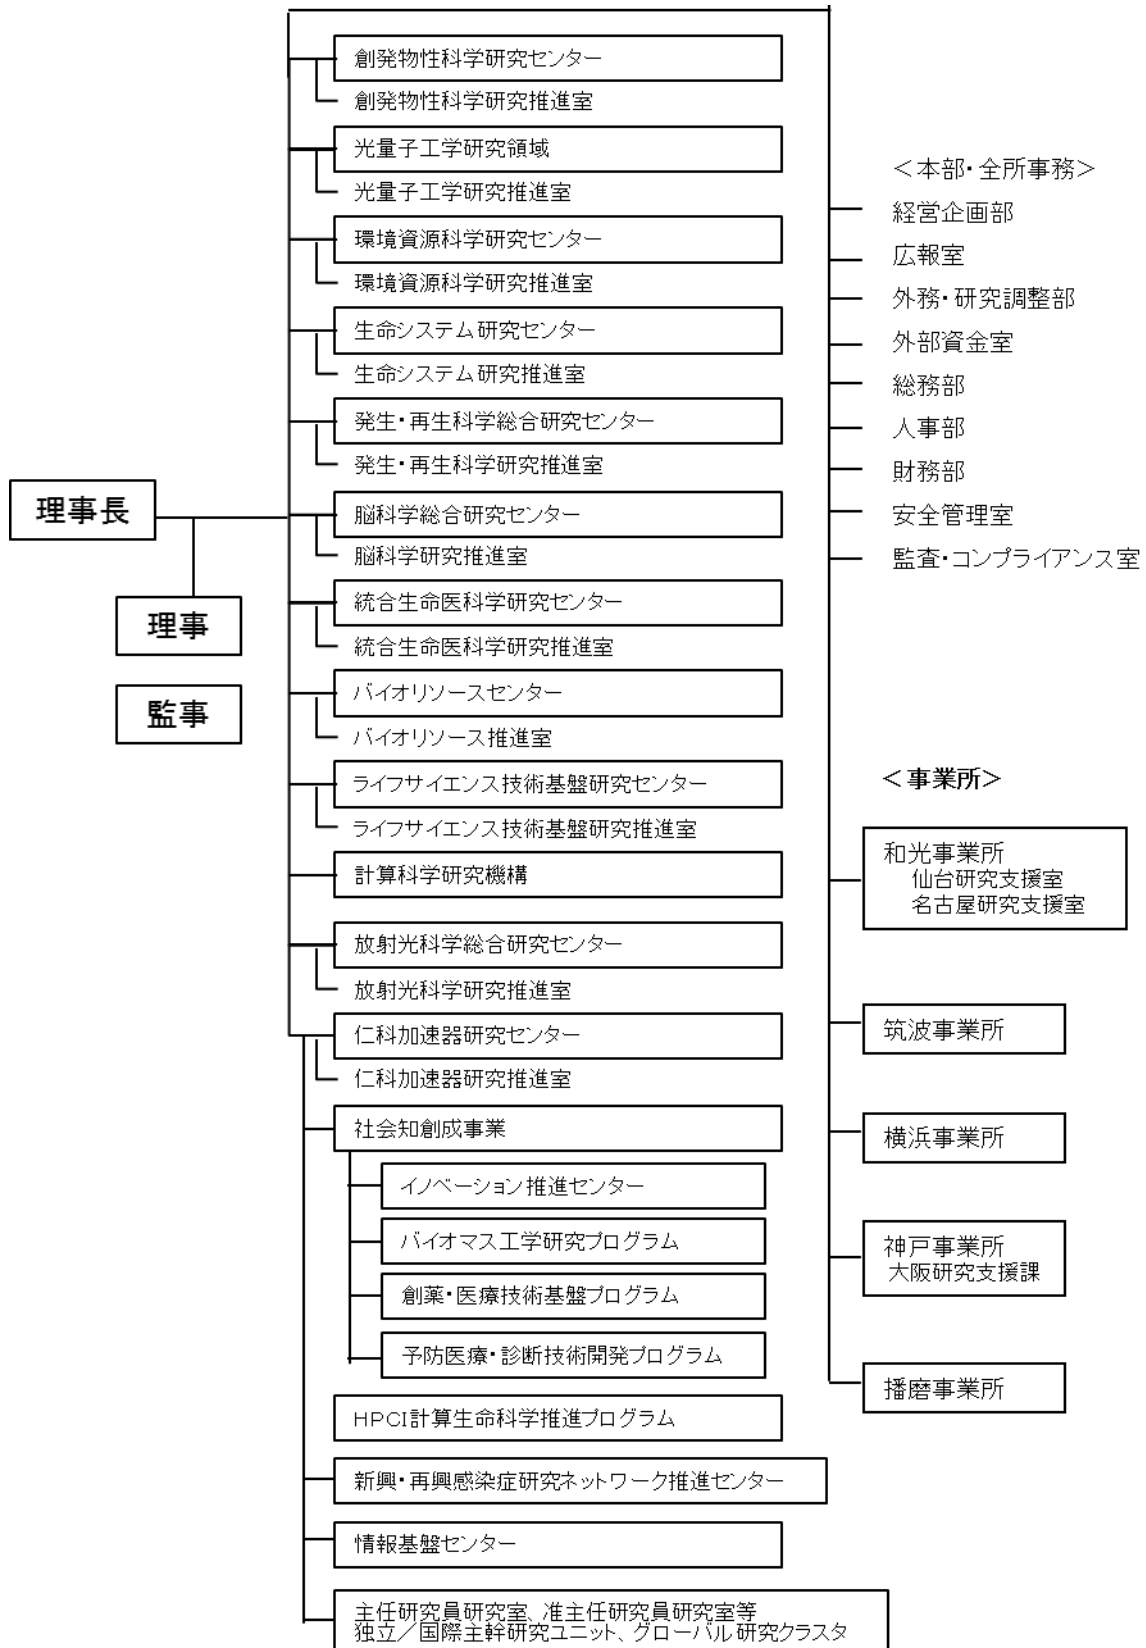 理事長
理事
監事
創発物性科学研究センター
創発物性科学研究推進室
光量子工学研究領域
光量子工学研究推進室
環境資源科学研究センター
環境資源科学研究推進室
生命システム研究センター
生命システム研究推進室
発生・再生科学総合研究センター
発生・再生科学研究推進室
脳科学総合研究センター
脳科学研究推進室
統合生命医科学研究センター
統合生命医科学研究推進室
バイオリソースセンター
バイオリソース推進室
ライフサイエンス技術基盤研究センター
ライフサイエンス技術基盤研究推進室
計算科学研究機構
放射光科学総合研究センター
放射光科学研究推進室
仁科加速器研究センター
仁科加速器研究推進室
社会知創成事業
イノベーション推進センター
バイオマス工学研究プログラム
創薬・医療技術基盤プログラム
予防医療・診断技術開発プログラム
HPCI計算生命科学推進プログラム
新興・再興感染症研究ネットワーク推進センター
情報基盤センター
主任研究員研究室、准主任研究員研究室等
独立／国際主幹研究ユニット、グローバル研究クラスタ
＜本部・全所事務＞
経営企画部
広報室
外務・研究調整部
外部資金室
総務部
人事部
財務部
安全管理室
監査・コンプライアンス室
＜事業所＞
和光事業所
仙台研究支援室
名古屋研究支援室
筑波事業所
横浜事業所
神戸事業所
大阪研究支援課
播磨事業所